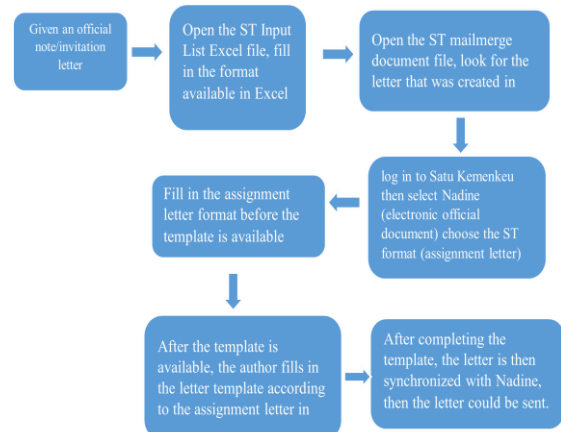 Given an official
note/invitation
letter
Open the ST Input
List Excel file, fill
in the format
available in Excel
Open the ST mailmerge
document file, look for the
letter that was created in
log in to Satu Kemenkeu
then select Nadine
(electronic official
document) choose the ST
format (assignment letter)
Fill in the assignment
letter format before the
template is available
After the template is
available, the author fills in
the letter template according
to the assignment letter in
After completing the
template, the letter is then
synchronized with Nadine,
then the letter could be sent.